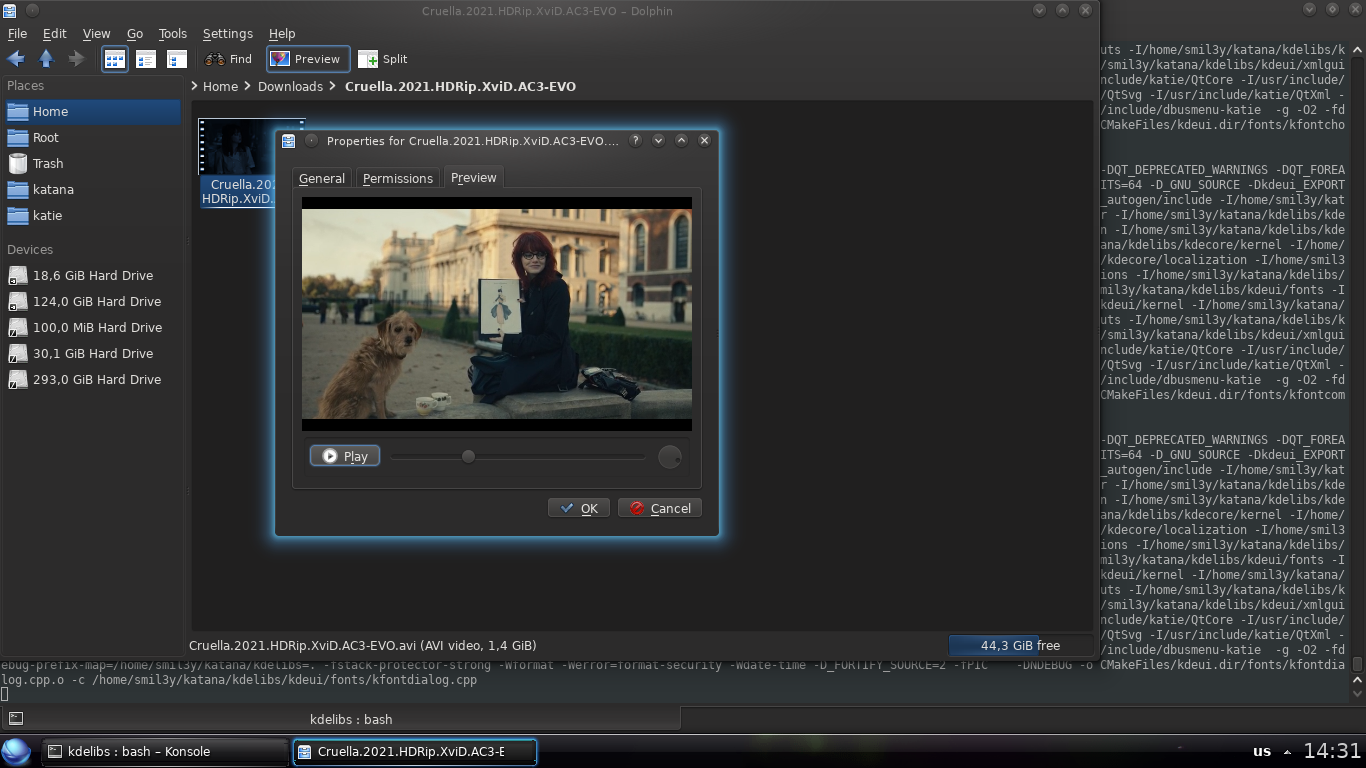 Cruella.2021.HDRip.XviD.AC3-EVO – Dolphin
File Edit View Go Tools Settings Help
Find Preview Split
Places
Home
Root
Trash
katana
katie
Devices
18,6 GiB Hard Drive
124,0 GiB Hard Drive
100,0 MiB Hard Drive
30,1 GiB Hard Drive
293,0 GiB Hard Drive
Home Downloads Cruella.2021.HDRip.XviD.AC3-EVO
Cruella.202
HDRip.XviD.
Properties for Cruella.2021.HDRip.XviD.AC3-EVO....
General Permissions Preview
Play
OK Cancel
Cruella.2021.HDRip.XviD.AC3-EVO.avi (AVI video, 1,4 GiB)
44,3 GiB free
uts -I/home/smil3y/katana/kdelibs/k
/smil3y/katana/kdelibs/kdeui/xmlgui
include/katie/QtCore -I/usr/include/
/QtSvg -I/usr/include/katie/QtXml -
/include/dbusmenu-katie  -g -O2 -fd
CMakeFiles/kdeui.dir/fonts/kfontcho
-DQT_DEPRECATED_WARNINGS -DQT_FOREA
ITS=64 -D_GNU_SOURCE -Dkdeui_EXPORT
_autogen/include -I/home/smil3y/kat
r -I/home/smil3y/katana/kdelibs/kde
n -I/home/smil3y/katana/kdelibs/kde
ana/kdelibs/kdecore/kernel -I/home/
/kdecore/localization -I/home/smil3
ions -I/home/smil3y/katana/kdelibs/
smil3y/katana/kdelibs/kdeui/fonts -I
kdeui/kernel -I/home/smil3y/katana/
uts -I/home/smil3y/katana/kdelibs/k
/smil3y/katana/kdelibs/kdeui/xmlgui
include/katie/QtCore -I/usr/include/
/QtSvg -I/usr/include/katie/QtXml -
/include/dbusmenu-katie  -g -O2 -fd
CMakeFiles/kdeui.dir/fonts/kfontcom
-DQT_DEPRECATED_WARNINGS -DQT_FOREA
ITS=64 -D_GNU_SOURCE -Dkdeui_EXPORT
_autogen/include -I/home/smil3y/kat
r -I/home/smil3y/katana/kdelibs/kde
n -I/home/smil3y/katana/kdelibs/kde
ana/kdelibs/kdecore/kernel -I/home/
/kdecore/localization -I/home/smil3
ions -I/home/smil3y/katana/kdelibs/
smil3y/katana/kdelibs/kdeui/fonts -I
kdeui/kernel -I/home/smil3y/katana/
uts -I/home/smil3y/katana/kdelibs/k
/smil3y/katana/kdelibs/kdeui/xmlgui
include/katie/QtCore -I/usr/include/
/QtSvg -I/usr/include/katie/QtXml -
/include/dbusmenu-katie  -g -O2 -fd
ebug-prefix-map=/home/smil3y/katana/kdelibs=. -fstack-protector-strong -Wformat -Werror=format-security -Wdate-time -D_FORTIFY_SOURCE=2 -fPIC    -DNDEBUG -o CMakeFiles/kdeui.dir/fonts/kfontdia
log.cpp.o -c /home/smil3y/katana/kdelibs/kdeui/fonts/kfontdialog.cpp
kdelibs : bash
kdelibs : bash – Konsole
Cruella.2021.HDRip.XviD.AC3-E
us 14:31